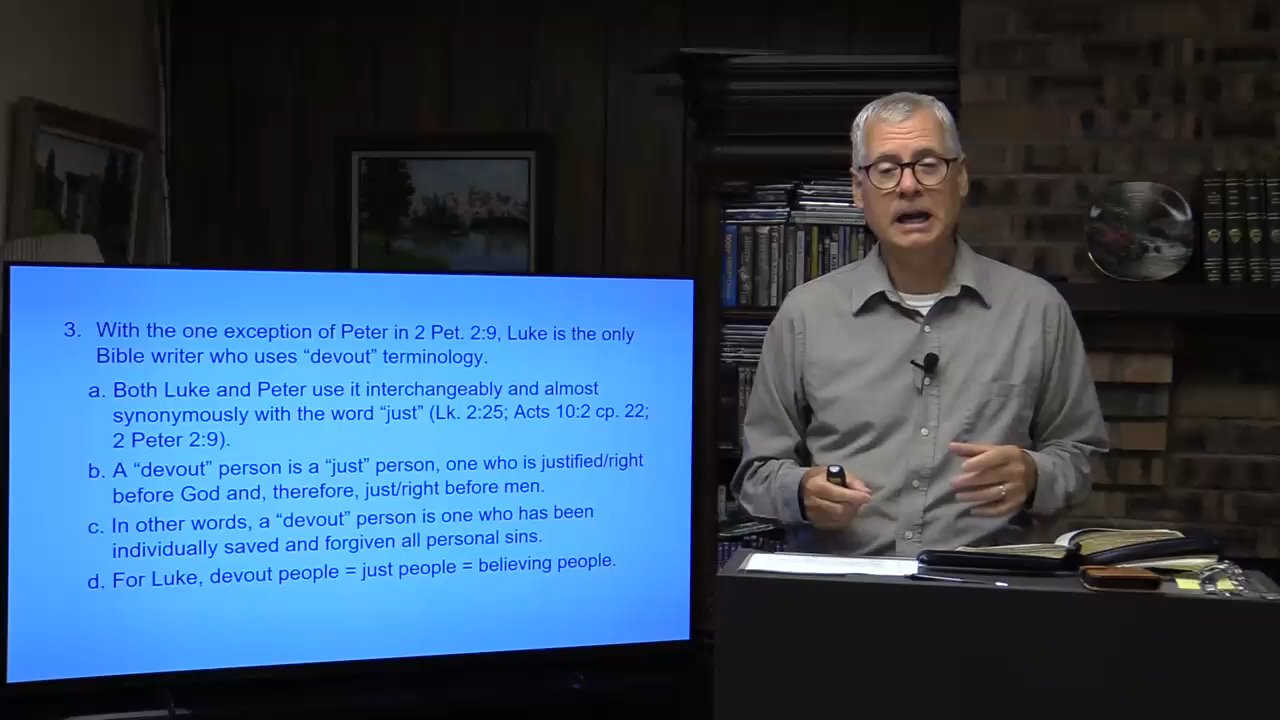 3. With the one exception of Peter in 2 Pet. 2:9, Luke is the only
Bible writer who uses “devout” terminology.
a. Both Luke and Peter use it interchangeably and almost
synonymously with the word “just” (Lk. 2:25; Acts 10:2 cp. 22;
2 Peter 2:9).
b. A “devout” person is a “just” person, one who is justified/right
before God and, therefore, just/right before men.
c. In other words, a “devout” person is one who has been
individually saved and forgiven all personal sins.
d. For Luke, devout people = just people = believing people.